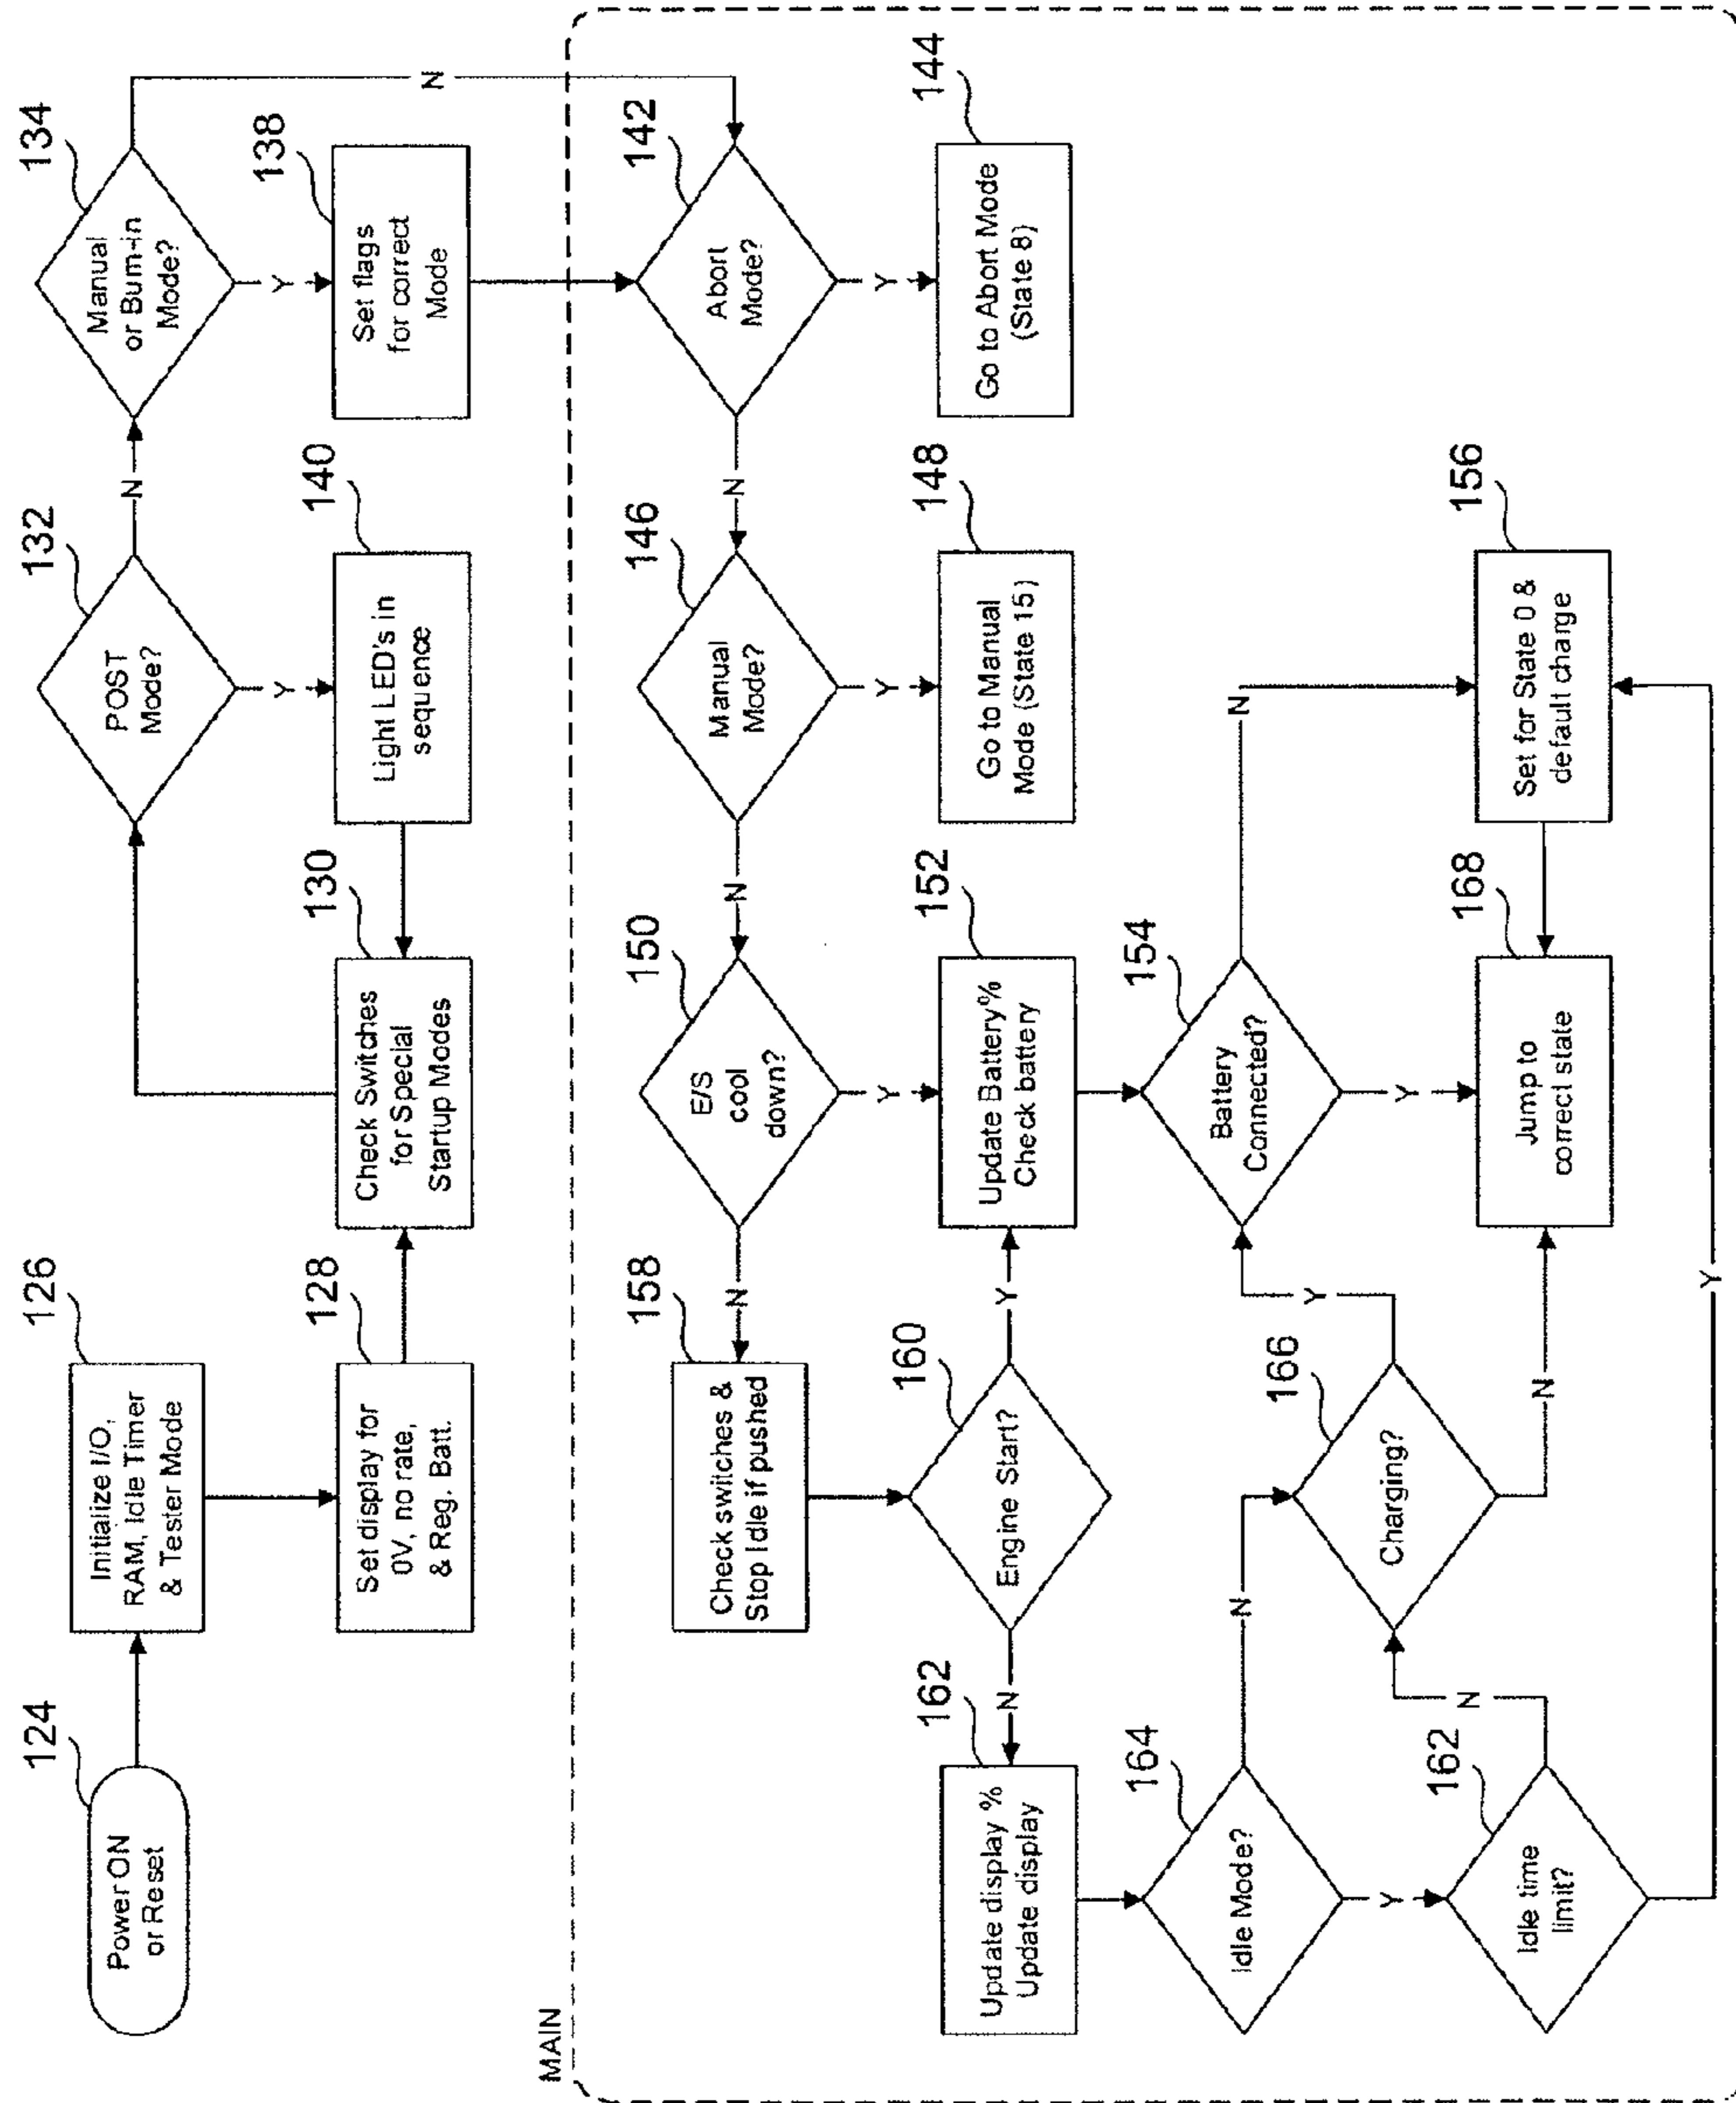 124
Power ON
or Reset
126
Initialize I/O,
RAM, Idle Timer
& Tester Mode
128
Set display for
0V, no rate,
& Reg. Batt.
130
Check Switches
for Special
Startup Modes
132
POST
Mode?
N
Y
140
Light LED's in
sequence
134
Manual
or Burn-in
Mode?
N
Y
138
Set flags
for correct
Mode
MAIN
142
Abort
Mode?
N
Y
144
Go to Abort Mode
(State 8)
146
Manual
Mode?
N
Y
148
Go to Manual
Mode (State 15)
150
E/S
cool
down?
N
Y
152
Update Battery%
Check battery
158
Check switches &
Stop Idle if pushed
160
Engine Start?
Y
N
162
Update display %
Update display
164
Idle Mode?
N
Y
162
Idle time
limit?
N
Y
166
Charging?
Y
N
154
Battery
Connected?
N
Y
156
Set for State 0 &
default charge
168
Jump to
correct state